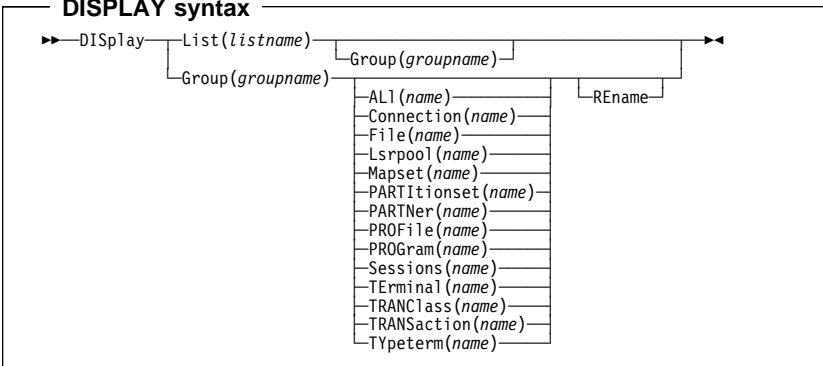 DISPLAY syntax
DISplay List(listname)
Group(groupname)
Group(groupname)
ALl(name) REname
Connection(name)
File(name)
Lsrpool(name)
Mapset(name)
PARTItionset(name)
PARTNer(name)
PROFile(name)
PROGram(name)
Sessions(name)
TErminal(name)
TRANClass(name)
TRANSaction(name)
TYpeterm(name)